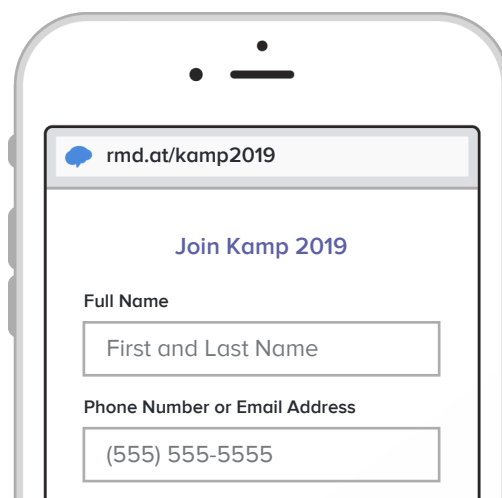 rmd.at/kamp2019
Join Kamp 2019
Full Name
First and Last Name
Phone Number or Email Address
(555) 555-5555